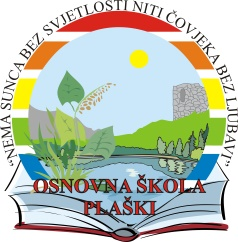 "NEMA SUNCA BEZ SVJETLOSTI NITI ČOVJEKA BEZ LJUBAVI"
OSNOVNA ŠKOLA
PLAŠKI